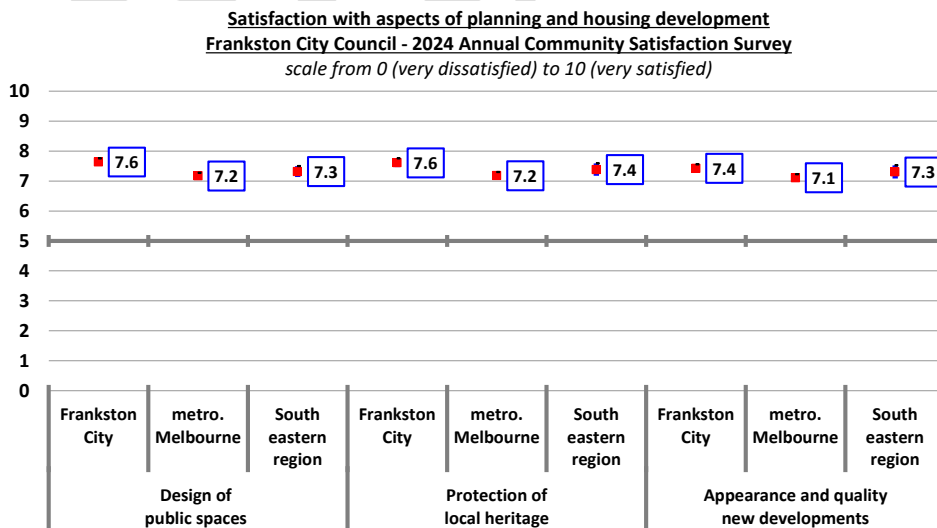 Satisfaction with aspects of planning and housing development
Frankston City Council - 2024 Annual Community Satisfaction Survey
scale from 0 (very dissatisfied) to 10 (very satisfied)
10
9
8
7
6
5
4
3
2
1
0
7.6
7.2
7.3
7.6
7.2
7.4
7.4
7.1
7.3
Frankston
City
metro.
Melbourne
South
eastern
region
Frankston
City
metro.
Melbourne
South
eastern
region
Frankston
City
metro.
Melbourne
South
eastern
region
Design of
public spaces
Protection of
local heritage
Appearance and quality
new developments